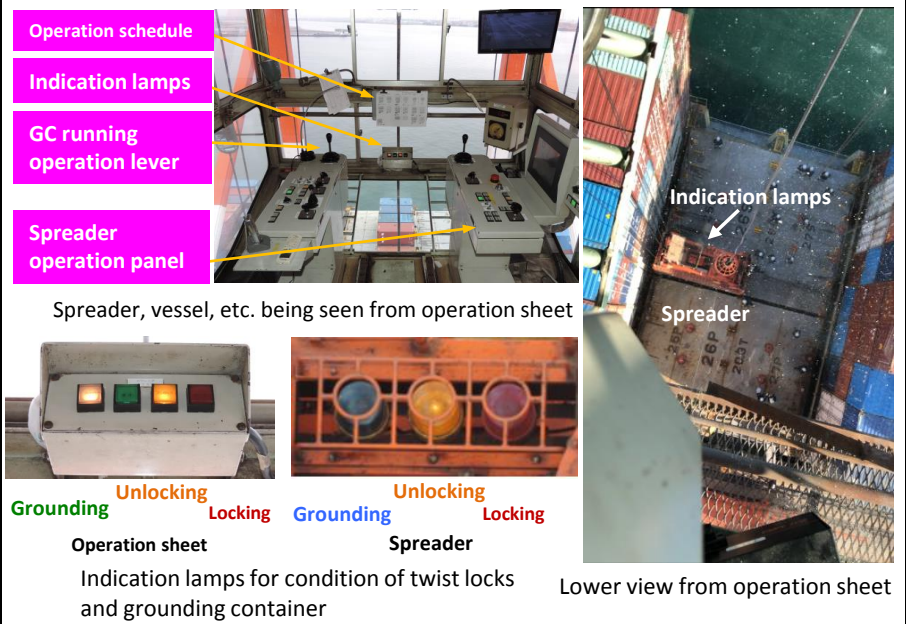 Operation schedule
Indication lamps
GC running
operation lever
Spreader
operation panel
Spreader, vessel, etc. being seen from operation sheet
Indication lamps
Spreader
26P
Unlocking
Grounding
Locking
Operation sheet
Unlocking
Grounding
Locking
Spreader
Indication lamps for condition of twist locks
and grounding container
Lower view from operation sheet